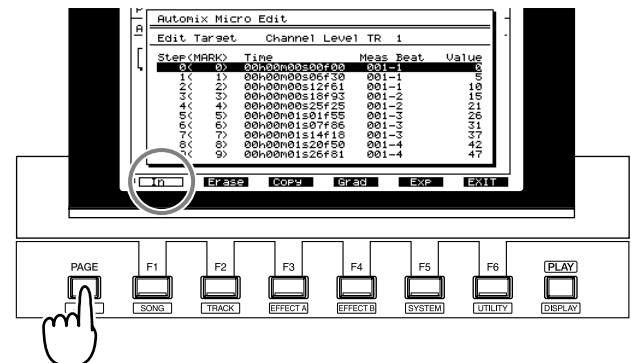 P
Automix Micro Edit
A
Edit Target Channel Level TR 1
Step(MARK) Time Meas Beat Value
0( 0) 00h00m00s00f00 001-1 0
1( 1) 00h00m00s06f30 001-1 5
2( 2) 00h00m00s12f61 001-1 10
3( 3) 00h00m00s18f93 001-2 15
4( 4) 00h00m00s25f25 001-2 21
5( 5) 00h00m01s01f55 001-3 26
6( 6) 00h00m01s07f86 001-3 31
7( 7) 00h00m01s14f18 001-3 37
8( 8) 00h00m01s20f50 001-4 42
9) 00h00m01s26f81 001-4 47
In Erase Copy Grad Exp EXIT
PAGE F1 F2 F3 F4 F5 F6 PLAY
SONG TRACK EFFECT A EFFECT B SYSTEM UTILITY DISPLAY